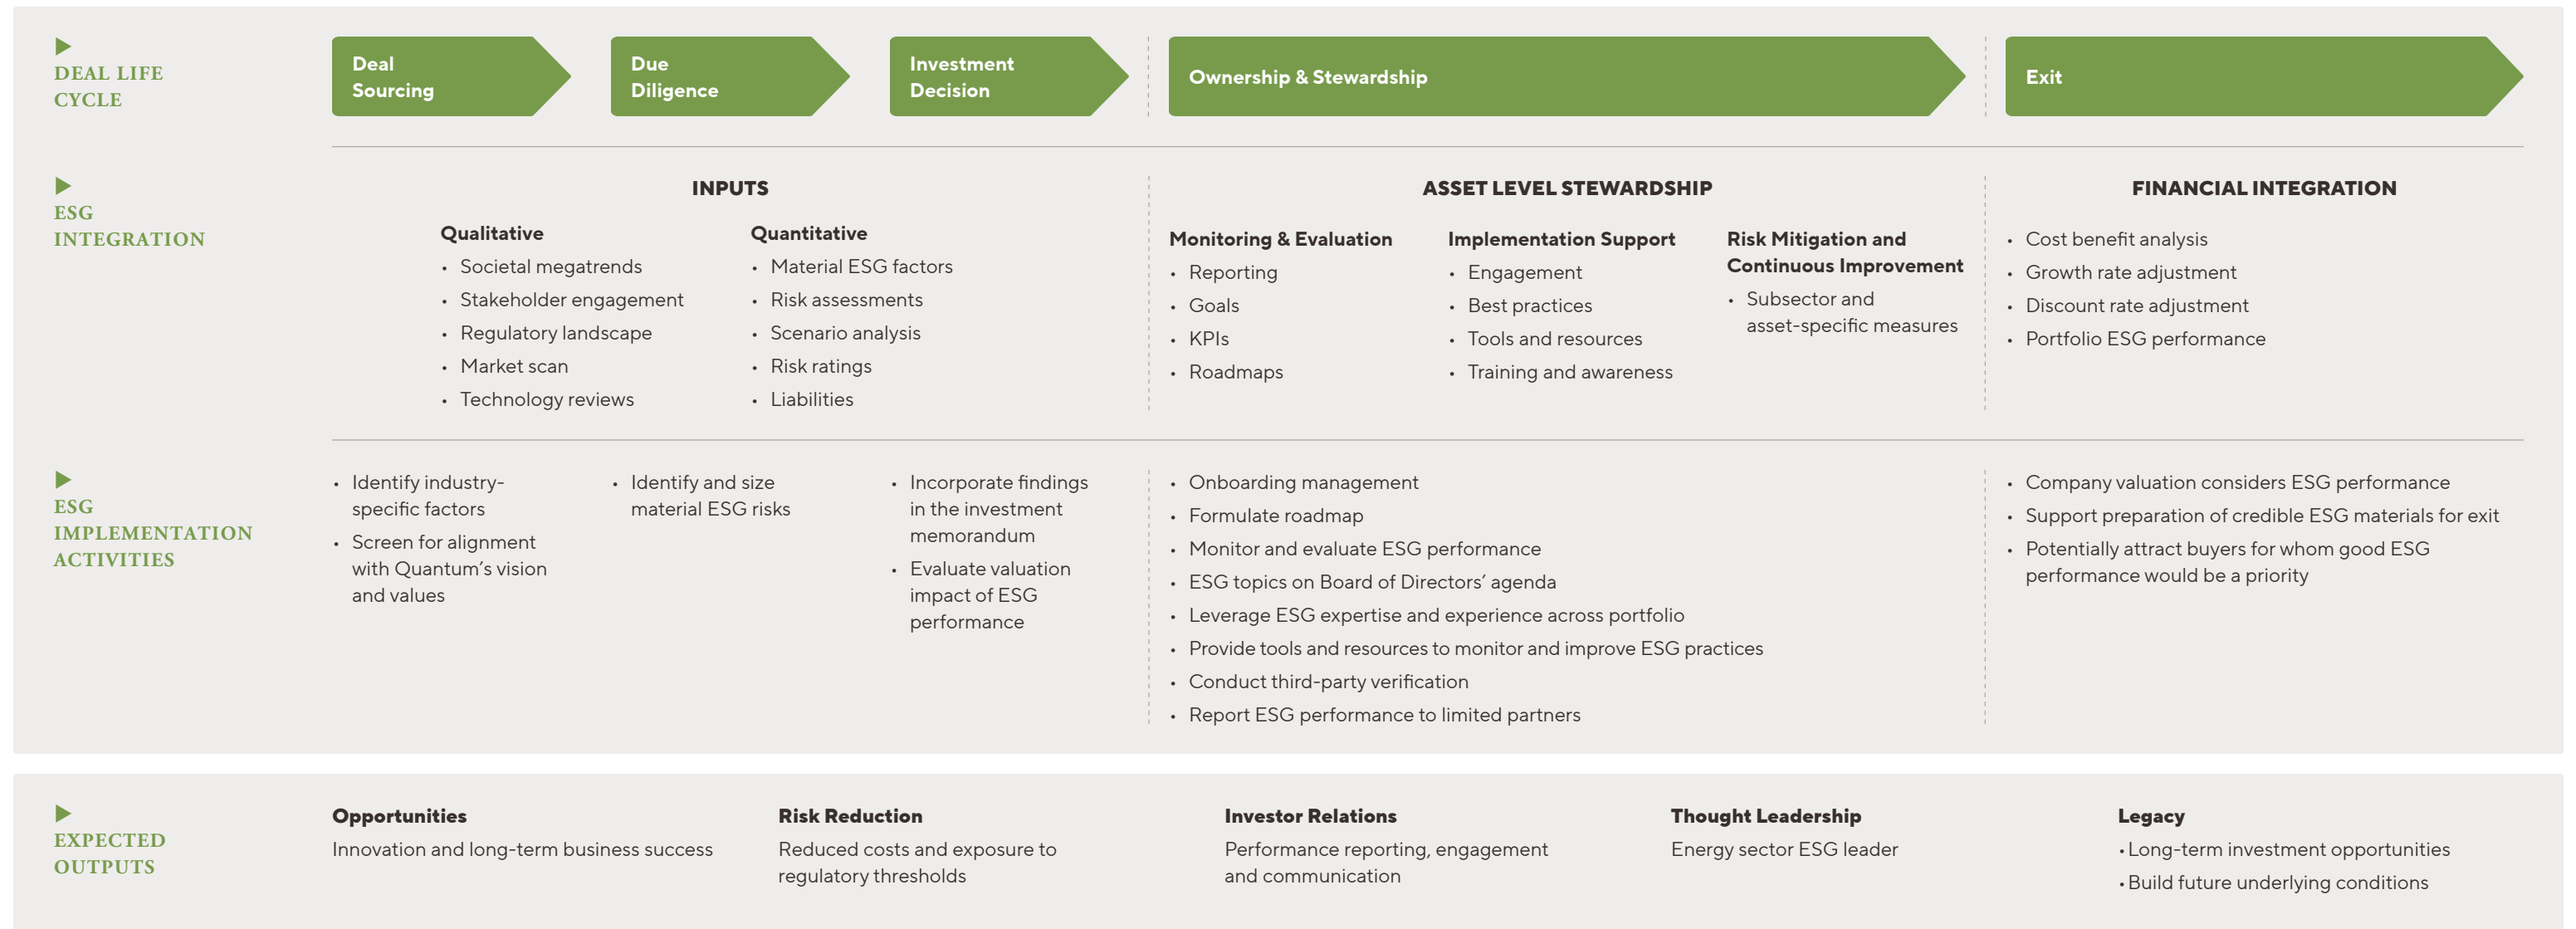 DEAL LIFE
CYCLE
Deal
Sourcing
Due
Diligence
Investment
Decision
Ownership & Stewardship
Exit
ESG
INTEGRATION
INPUTS
Qualitative
• Societal megatrends
• Stakeholder engagement
• Regulatory landscape
• Market scan
• Technology reviews
Quantitative
• Material ESG factors
• Risk assessments
• Scenario analysis
• Risk ratings
• Liabilities
ASSET LEVEL STEWARDSHIP
Monitoring & Evaluation
• Reporting
• Goals
• KPIs
• Roadmaps
Implementation Support
• Engagement
• Best practices
• Tools and resources
• Training and awareness
Risk Mitigation and
Continuous Improvement
• Subsector and
asset-specific measures
FINANCIAL INTEGRATION
• Cost benefit analysis
• Growth rate adjustment
• Discount rate adjustment
• Portfolio ESG performance
ESG
IMPLEMENTATION
ACTIVITIES
• Identify industry-
specific factors
• Screen for alignment
with Quantum’s vision
and values
• Identify and size
material ESG risks
• Incorporate findings
in the investment
memorandum
• Evaluate valuation
impact of ESG
performance
• Onboarding management
• Formulate roadmap
• Monitor and evaluate ESG performance
• ESG topics on Board of Directors’ agenda
• Leverage ESG expertise and experience across portfolio
• Provide tools and resources to monitor and improve ESG practices
• Conduct third-party verification
• Report ESG performance to limited partners
• Company valuation considers ESG performance
• Support preparation of credible ESG materials for exit
• Potentially attract buyers for whom good ESG
performance would be a priority
EXPECTED
OUTPUTS
Opportunities
Innovation and long-term business success
Risk Reduction
Reduced costs and exposure to
regulatory thresholds
Investor Relations
Performance reporting, engagement
and communication
Thought Leadership
Energy sector ESG leader
Legacy
• Long-term investment opportunities
• Build future underlying conditions